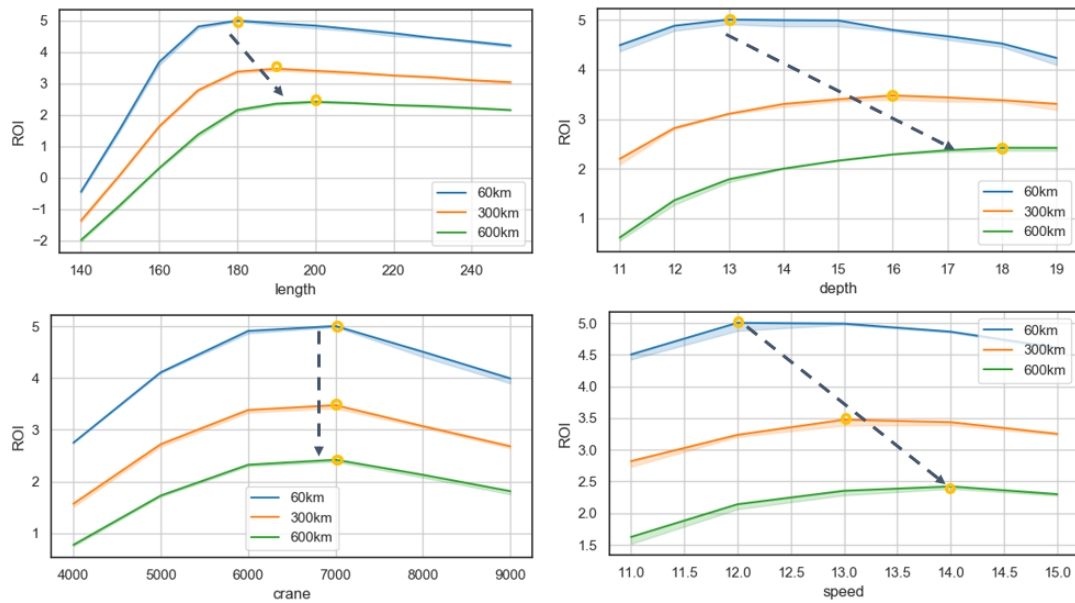 5
4
3
2
1
0
−1
−2
ROI
140
160
180
200
220
240
length
60km
300km
600km
5
4
3
2
1
ROI
11
12
13
14
15
16
17
18
19
depth
60km
300km
600km
5
4
3
2
1
ROI
4000
5000
6000
7000
8000
9000
crane
60km
300km
600km
5.0
4.5
4.0
3.5
3.0
2.5
2.0
1.5
ROI
11.0
11.5
12.0
12.5
13.0
13.5
14.0
14.5
15.0
speed
60km
300km
600km